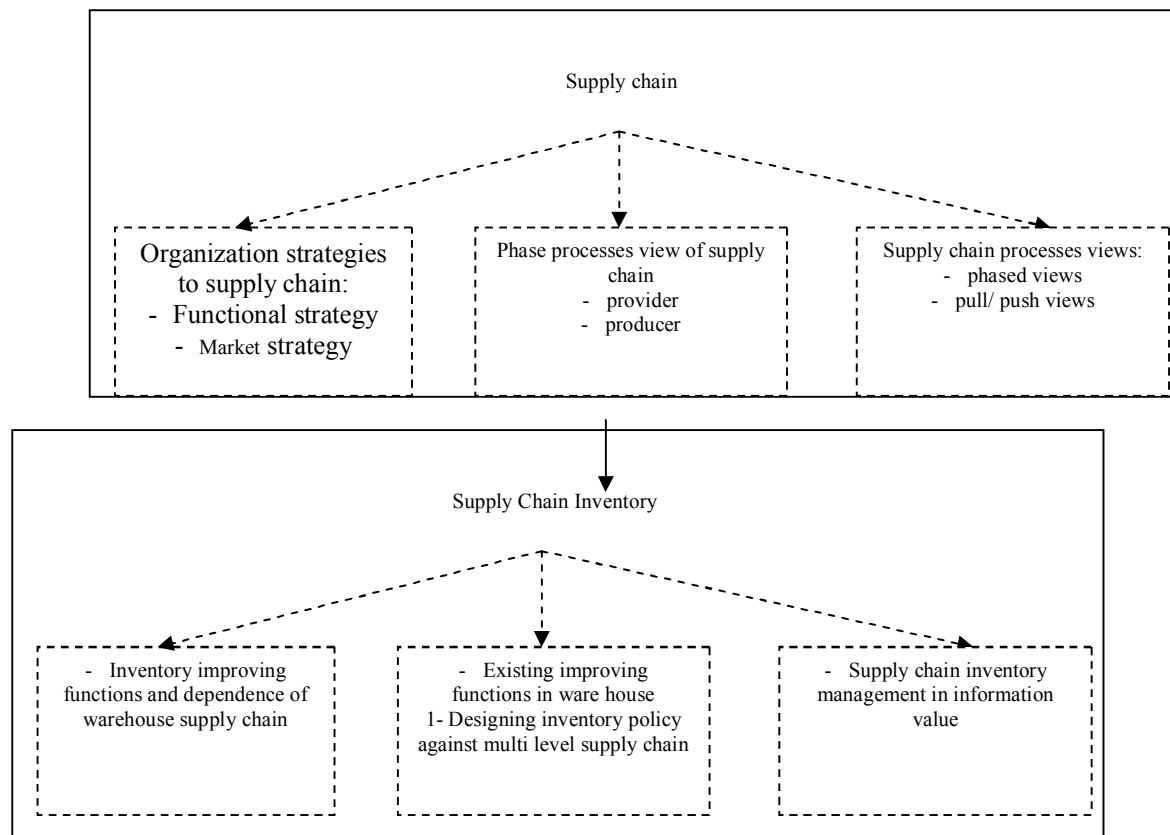 Supply chain
Organization strategies
to supply chain:
- Functional strategy
- Market strategy
Phase processes view of supply
chain
- provider
- producer
Supply chain processes views:
- phased views
- pull/ push views
Supply Chain Inventory
- Inventory improving
functions and dependence of
warehouse supply chain
- Existing improving
functions in ware house
1- Designing inventory policy
against multi level supply chain
- Supply chain inventory
management in information
value